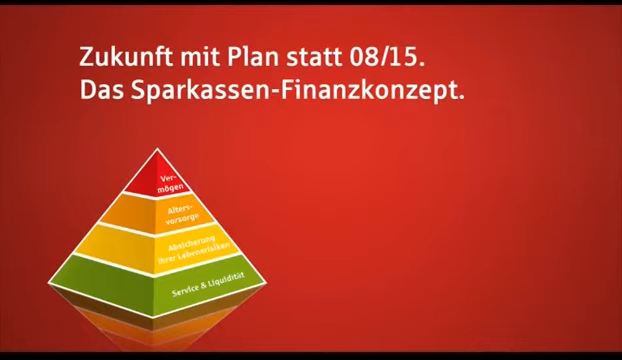 Zukunft mit Plan statt 08/15.
Das Sparkassen-Finanzkonzept.
Ver-
mögen
Alters-
vorsorge
Absicherung
Ihrer Lebensrisiken
Service & Liquidität